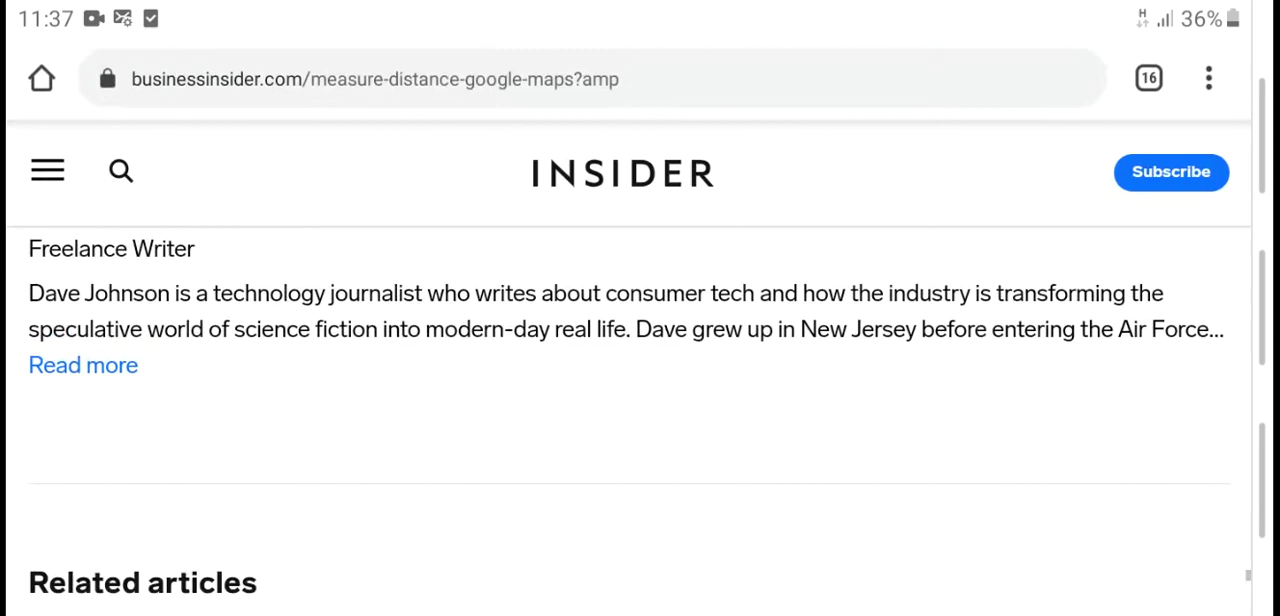 11:37 H 36%
businessinsider.com/measure-distance-google-maps?amp 16
INSIDER Subscribe
Freelance Writer
Dave Johnson is a technology journalist who writes about consumer tech and how the industry is transforming the
speculative world of science fiction into modern-day real life. Dave grew up in New Jersey before entering the Air Force...
Read more
Related articles